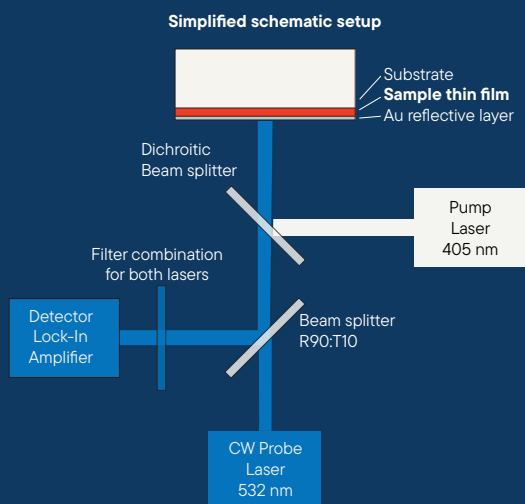 Simplified schematic setup
Substrate
Sample thin film
Au reflective layer
Dichroitic
Beam splitter
Pump
Laser
405 nm
Filter combination
for both lasers
Detector
Lock-In
Amplifier
Beam splitter
R90:T10
CW Probe
Laser
532 nm